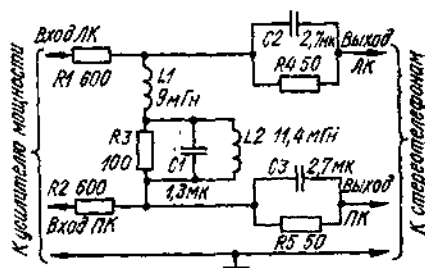 Вход ЛК
R1 600
L1
9мГн
C2
2,7мк
R4 50
Выход
ЛК
R3
100
C1
1,3мк
L2 11,4мГн
C3
2,7мк
R5 50
Выход
ПК
R2 600
Вход ПК
К усилителю мощности
К стереотелефонам